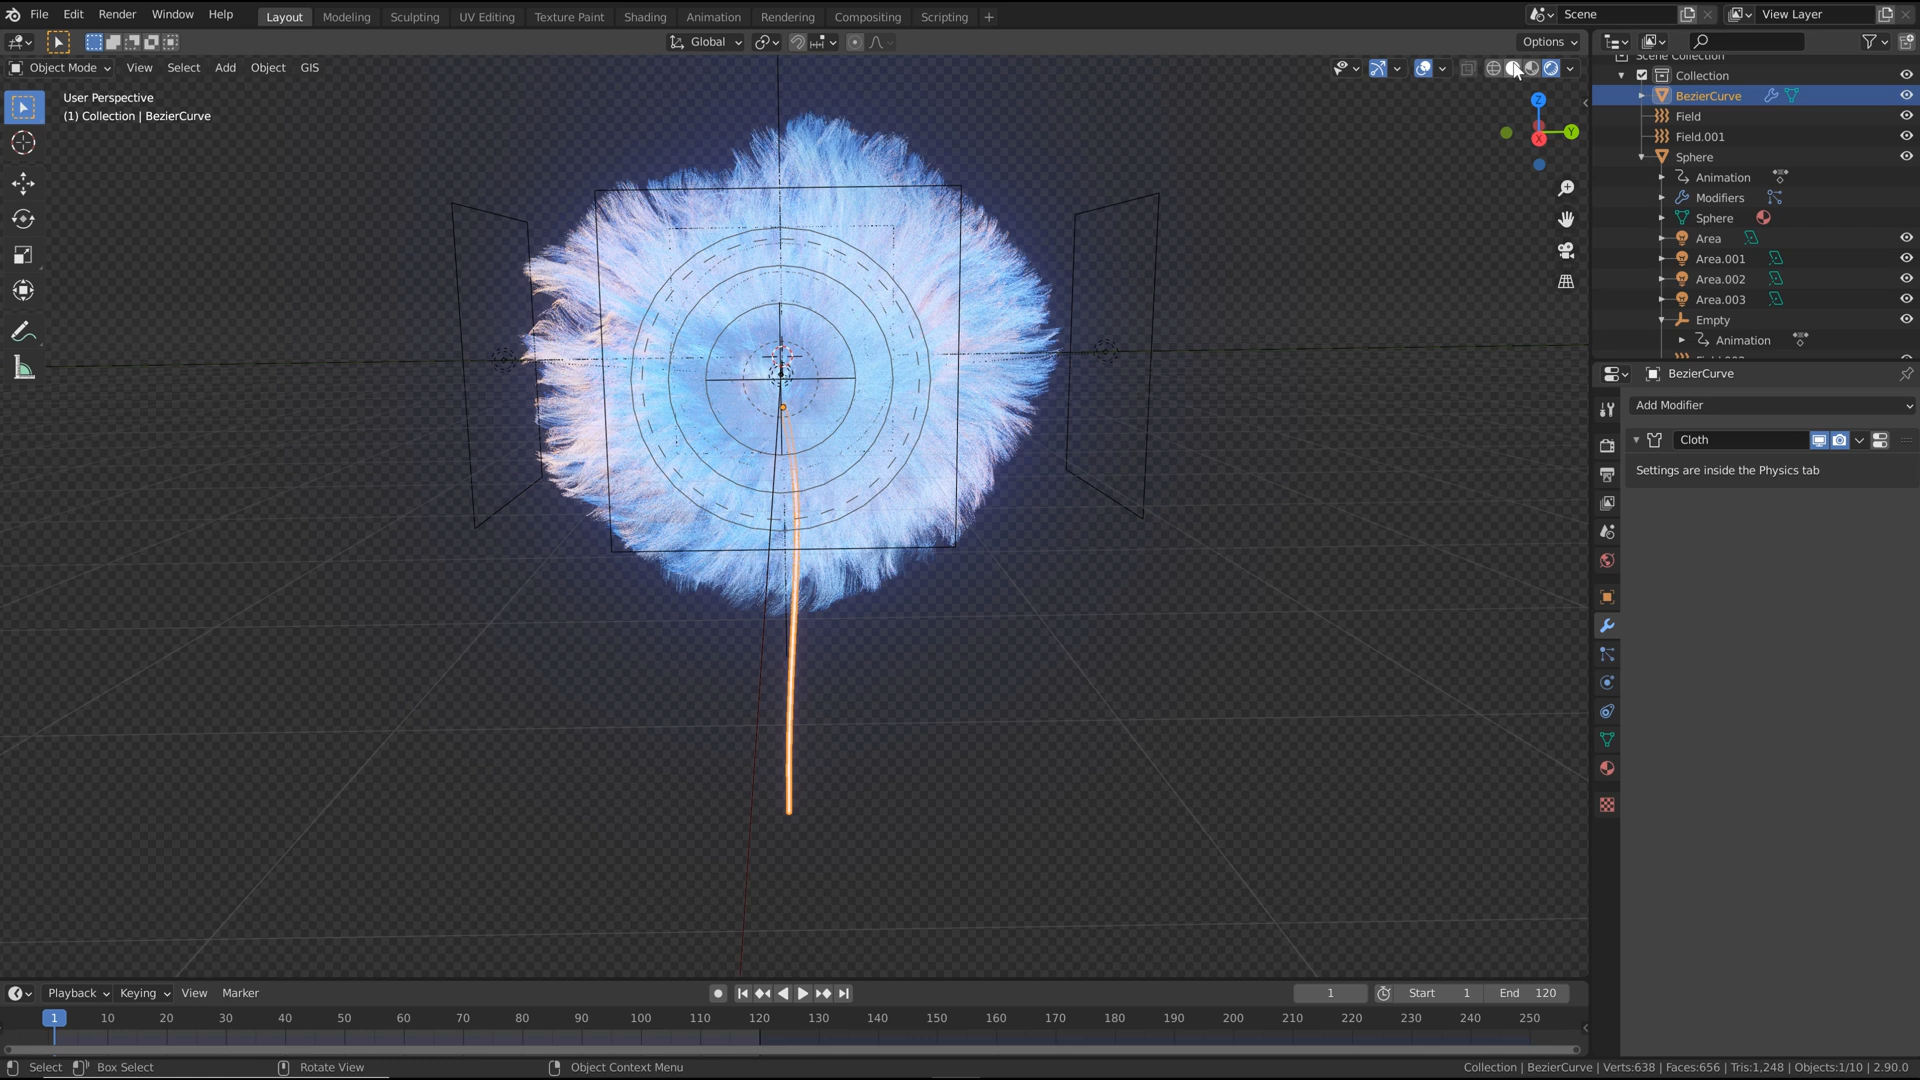 File Edit Render Window Help Layout Modeling Sculpting UV Editing Texture Paint Shading Animation Rendering Compositing Scripting + Scene View Layer
Global Options
Object Mode View Select Add Object GIS
User Perspective
(1) Collection | BezierCurve
Z
Y
X
Scene Collection
Collection
BezierCurve
Field
Field.001
Sphere
Animation
Modifiers
Sphere
Area
Area.001
Area.002
Area.003
Empty
Animation
BezierCurve
Add Modifier
Cloth
Settings are inside the Physics tab
Playback Keying View Marker 1 Start 1 End 120
1 10 20 30 40 50 60 70 80 90 100 110 120 130 140 150 160 170 180 190 200 210 220 230 240 250
Select Box Select Rotate View Object Context Menu Collection | BezierCurve | Verts:638 | Faces:656 | Tris:1,248 | Objects:1/10 | 2.90.0